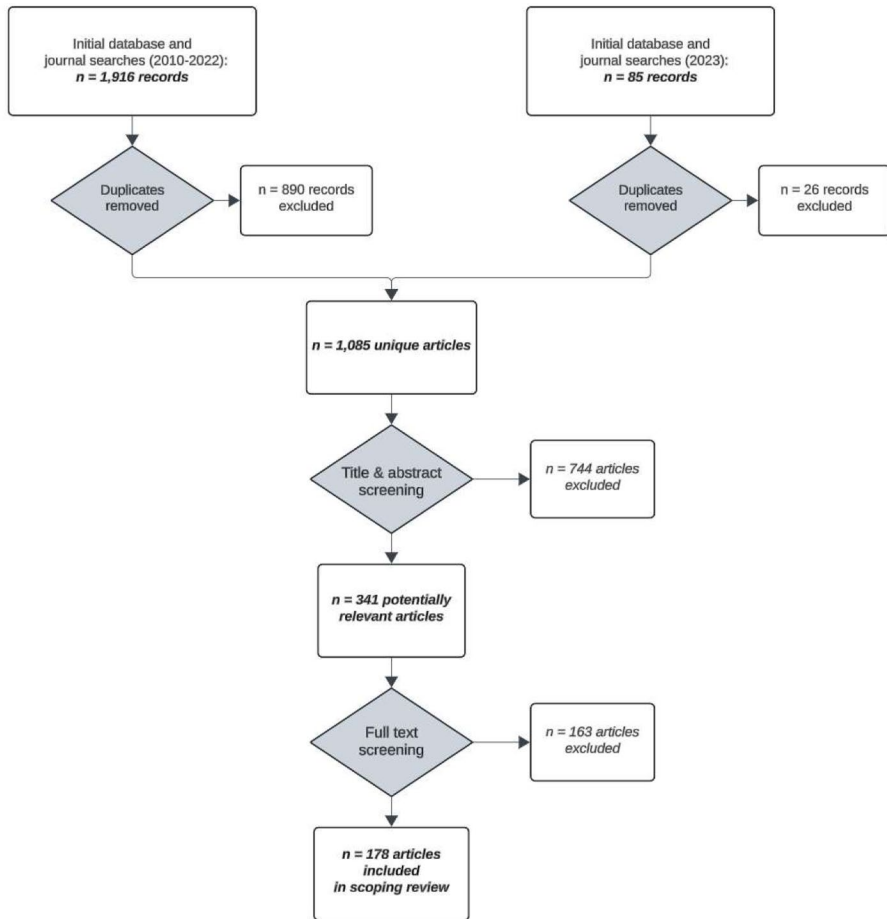 Initial database and
journal searches (2010-2022):
n = 1,916 records
Initial database and
journal searches (2023):
n = 85 records
Duplicates
removed
n = 890 records
excluded
Duplicates
removed
n = 26 records
excluded
n = 1,085 unique articles
Title & abstract
screening
n = 744 articles
excluded
n = 341 potentially
relevant articles
Full text
screening
n = 163 articles
excluded
n = 178 articles
included
in scoping review